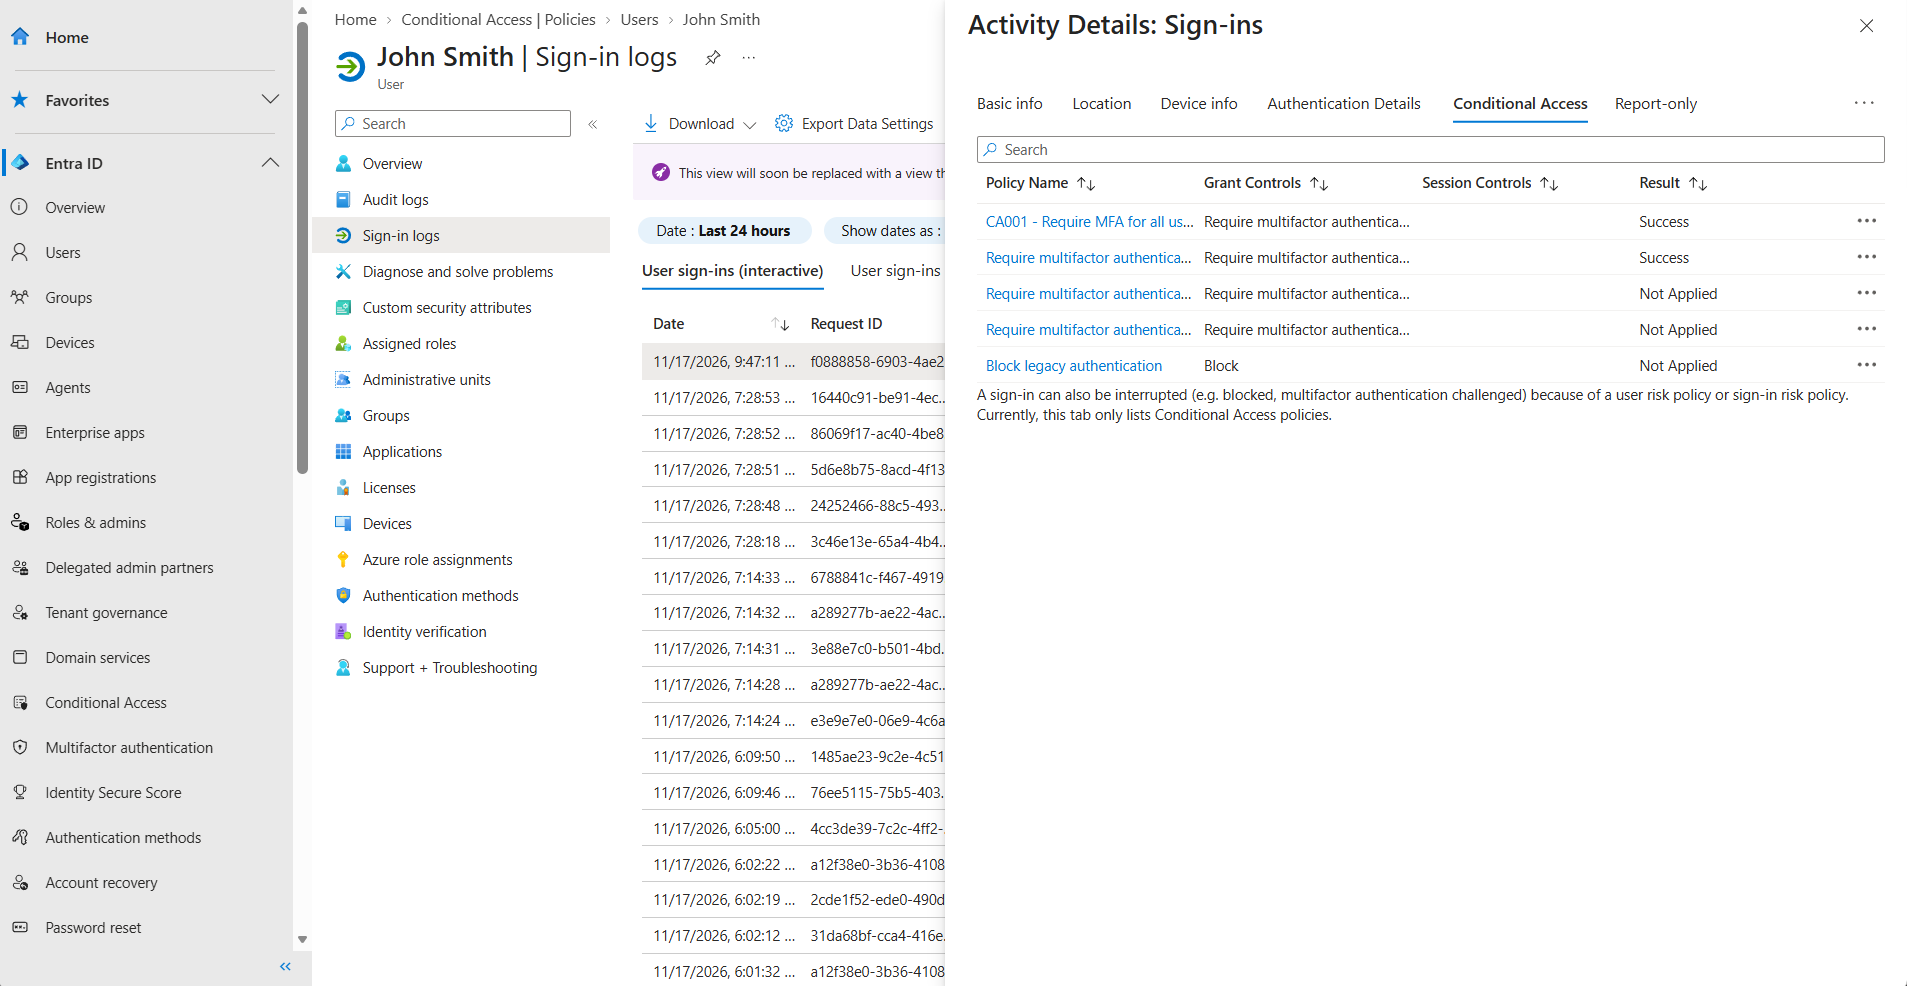 Home
Favorites
Entra ID
Overview
Users
Groups
Devices
Agents
Enterprise apps
App registrations
Roles & admins
Delegated admin partners
Tenant governance
Domain services
Conditional Access
Multifactor authentication
Identity Secure Score
Authentication methods
Account recovery
Password reset
Home > Conditional Access | Policies > Users > John Smith
John Smith | Sign-in logs
User
Search
Overview
Audit logs
Sign-in logs
Diagnose and solve problems
Custom security attributes
Assigned roles
Administrative units
Groups
Applications
Licenses
Devices
Azure role assignments
Authentication methods
Identity verification
Support + Troubleshooting
Download Export Data Settings
This view will soon be replaced with a view th
Date : Last 24 hours Show dates as :
User sign-ins (interactive) User sign-ins
Date Request ID
11/17/2026, 9:47:11 ... f0888858-6903-4ae2
11/17/2026, 7:28:53 ... 16440c91-be91-4ec...
11/17/2026, 7:28:52 ... 86069f17-ac40-4be8
11/17/2026, 7:28:51 ... 5d6e8b75-8acd-4f13
11/17/2026, 7:28:48 ... 24252466-88c5-493...
11/17/2026, 7:28:18 ... 3c46e13e-65a4-4b4...
11/17/2026, 7:14:33 ... 6788841c-f467-4919
11/17/2026, 7:14:32 ... a289277b-ae22-4ac...
11/17/2026, 7:14:31 ... 3e88e7c0-b501-4bd.
11/17/2026, 7:14:28 ... a289277b-ae22-4ac...
11/17/2026, 7:14:24 ... e3e9e7e0-06e9-4c6a
11/17/2026, 6:09:50 ... 1485ae23-9c2e-4c51
11/17/2026, 6:09:46 ... 76ee5115-75b5-403.
11/17/2026, 6:05:00 ... 4cc3de39-7c2c-4ff2-.
11/17/2026, 6:02:22 ... a12f38e0-3b36-4108
11/17/2026, 6:02:19 ... 2cde1f52-ede0-490d
11/17/2026, 6:02:12 ... 31da68bf-cca4-416e.
11/17/2026, 6:01:32 ... a12f38e0-3b36-4108
Activity Details: Sign-ins
Basic info Location Device info Authentication Details Conditional Access Report-only
Search
Policy Name Grant Controls Session Controls Result
CA001 - Require MFA for all us... Require multifactor authentica... Success
Require multifactor authentica... Require multifactor authentica... Success
Require multifactor authentica... Require multifactor authentica... Not Applied
Require multifactor authentica... Require multifactor authentica... Not Applied
Block legacy authentication Block Not Applied
A sign-in can also be interrupted (e.g. blocked, multifactor authentication challenged) because of a user risk policy or sign-in risk policy.
Currently, this tab only lists Conditional Access policies.